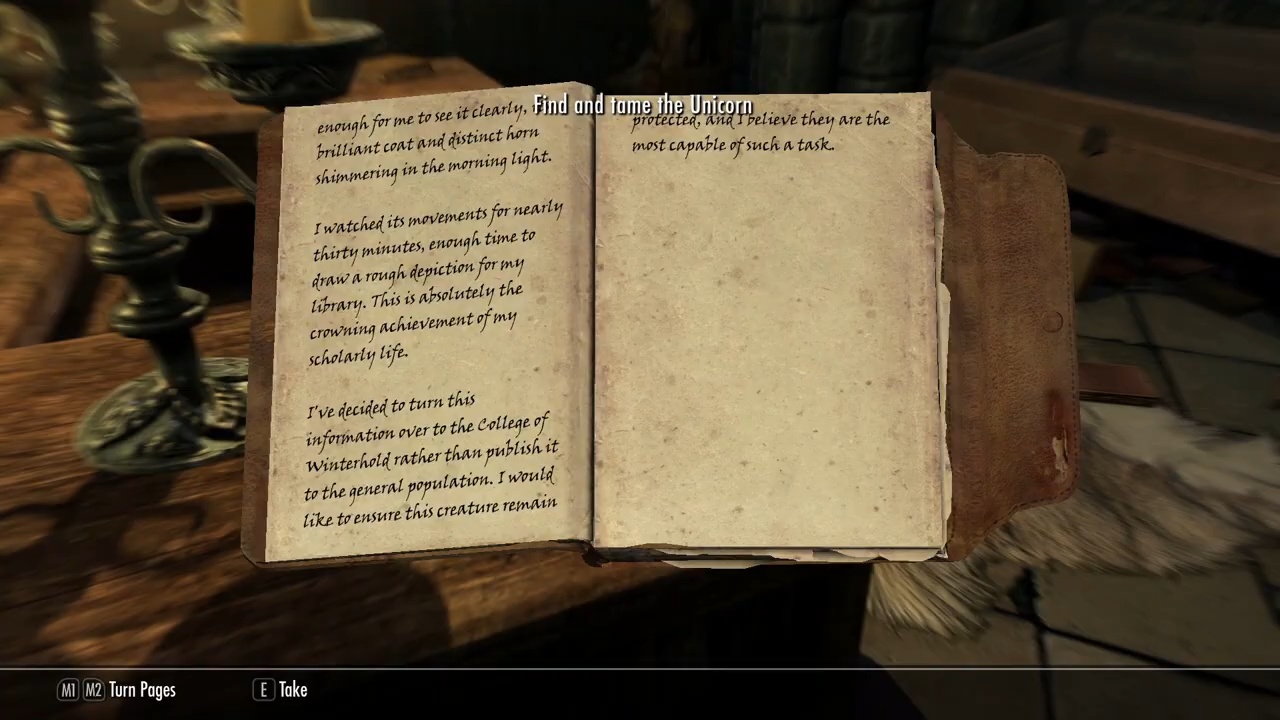 Find and tame the Unicorn
enough for me to see it clearly,
brilliant coat and distinct horn
shimmering in the morning light.
I watched its movements for nearly
thirty minutes, enough time to
draw a rough depiction for my
library. This is absolutely the
crowning achievement of my
scholarly life.
I've decided to turn this
information over to the College of
Winterhold rather than publish it
to the general population. I would
like to ensure this creature remain
protected, and I believe they are the
most capable of such a task.
M1 M2 Turn Pages
E Take